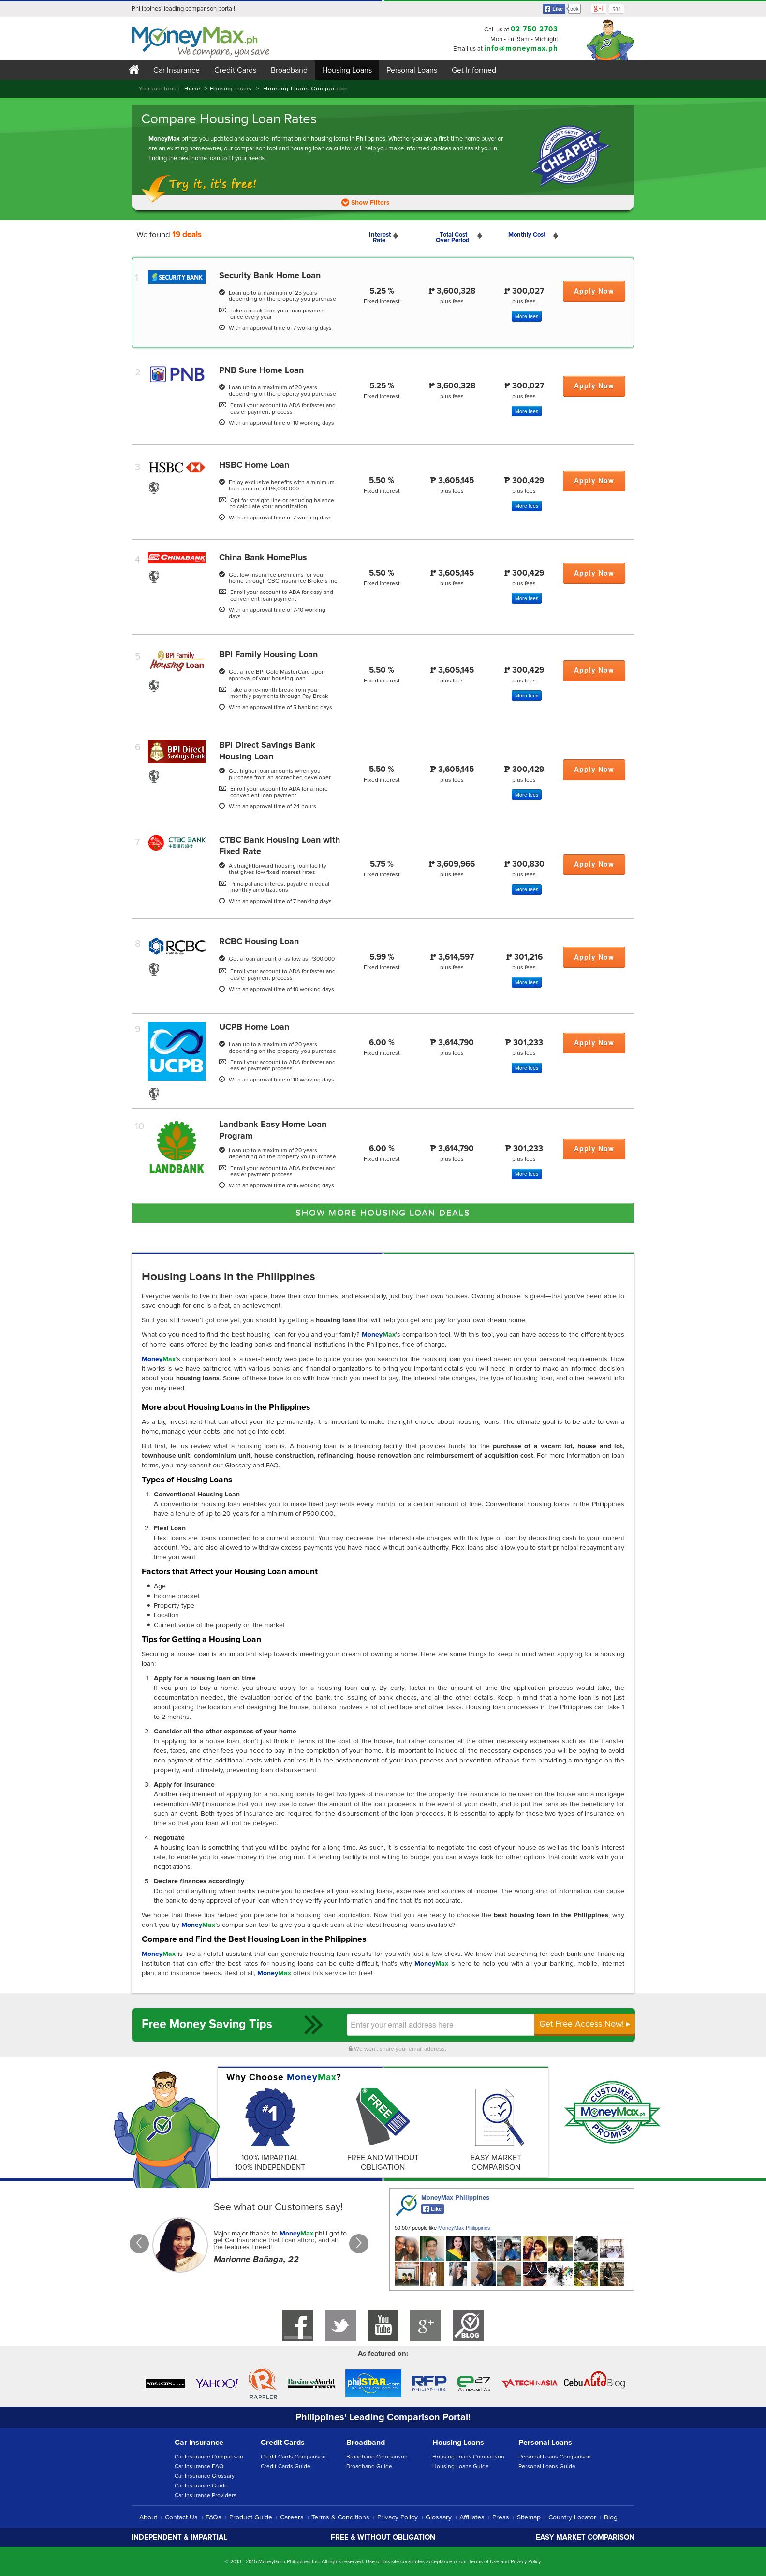 Philippines' leading comparison portal!
Like 50k
g+1 584
MoneyMax.ph
We compare, you save
Call us at 02 750 2703
Mon - Fri, 9am - Midnight
Email us at info@moneymax.ph
Car Insurance Credit Cards Broadband Housing Loans Personal Loans Get Informed
You are here: Home > Housing Loans > Housing Loans Comparison
Compare Housing Loan Rates
MoneyMax brings you updated and accurate information on housing loans in Philippines. Whether you are a first-time home buyer or
are an existing homeowner, our comparison tool and housing loan calculator will help you make informed choices and assist you in
finding the best home loan to fit your needs.
WON'T GET IT
CHEAPER
BY GOING DIRECT
Try it, it's free!
Show Filters
We found 19 deals
Interest Rate
Total Cost Over Period
Monthly Cost
1
SECURITY BANK
Security Bank Home Loan
Loan up to a maximum of 25 years
depending on the property you purchase
Take a break from your loan payment
once every year
With an approval time of 7 working days
5.25 % ₱ 3,600,328 ₱ 300,027
Fixed interest plus fees plus fees
More fees
Apply Now
2
PNB
PNB Sure Home Loan
Loan up to a maximum of 20 years
depending on the property you purchase
Enroll your account to ADA for faster and
easier payment process
With an approval time of 10 working days
5.25 % ₱ 3,600,328 ₱ 300,027
Fixed interest plus fees plus fees
More fees
Apply Now
3
HSBC
HSBC Home Loan
Enjoy exclusive benefits with a minimum
loan amount of P6,000,000
Opt for straight-line or reducing balance
to calculate your amortization
With an approval time of 7 working days
5.50 % ₱ 3,605,145 ₱ 300,429
Fixed interest plus fees plus fees
More fees
Apply Now
4
CHINABANK
China Bank HomePlus
Get low insurance premiums for your
home through CBC Insurance Brokers Inc
Enroll your account to ADA for easy and
convenient loan payment
With an approval time of 7-10 working
days
5.50 % ₱ 3,605,145 ₱ 300,429
Fixed interest plus fees plus fees
More fees
Apply Now
5
BPI Family
Housing Loan
BPI Family Housing Loan
Get a free BPI Gold MasterCard upon
approval of your housing loan
Take a one-month break from your
monthly payments through Pay Break
With an approval time of 5 banking days
5.50 % ₱ 3,605,145 ₱ 300,429
Fixed interest plus fees plus fees
More fees
Apply Now
6
BPI Direct
Savings Bank
BPI Direct Savings Bank
Housing Loan
Get higher loan amounts when you
purchase from an accredited developer
Enroll your account to ADA for a more
convenient loan payment
With an approval time of 24 hours
5.50 % ₱ 3,605,145 ₱ 300,429
Fixed interest plus fees plus fees
More fees
Apply Now
7
CTBC BANK
CTBC Bank Housing Loan with
Fixed Rate
A straightforward housing loan facility
that gives low fixed interest rates
Principal and interest payable in equal
monthly amortizations
With an approval time of 7 banking days
5.75 % ₱ 3,609,966 ₱ 300,830
Fixed interest plus fees plus fees
More fees
Apply Now
8
RCBC
RCBC Housing Loan
Get a loan amount of as low as P300,000
Enroll your account to ADA for faster and
easier payment process
With an approval time of 10 working days
5.99 % ₱ 3,614,597 ₱ 301,216
Fixed interest plus fees plus fees
More fees
Apply Now
9
UCPB
UCPB Home Loan
Loan up to a maximum of 20 years
depending on the property you purchase
Enroll your account to ADA for faster and
easier payment process
With an approval time of 10 working days
6.00 % ₱ 3,614,790 ₱ 301,233
Fixed interest plus fees plus fees
More fees
Apply Now
10
LANDBANK
Landbank Easy Home Loan
Program
Loan up to a maximum of 20 years
depending on the property you purchase
Enroll your account to ADA for faster and
easier payment process
With an approval time of 15 working days
6.00 % ₱ 3,614,790 ₱ 301,233
Fixed interest plus fees plus fees
More fees
Apply Now
SHOW MORE HOUSING LOAN DEALS
Housing Loans in the Philippines
Everyone wants to live in their own space, have their own homes, and essentially, just buy their own houses. Owning a house is great—that you've been able to
save enough for one is a feat, an achievement.
So if you still haven't got one yet, you should try getting a housing loan that will help you get and pay for your own dream home.
What do you need to find the best housing loan for you and your family? MoneyMax's comparison tool. With this tool, you can have access to the different types
of home loans offered by the leading banks and financial institutions in the Philippines, free of charge.
MoneyMax's comparison tool is a user-friendly web page to guide you as you search for the housing loan you need based on your personal requirements. How
it works is we have partnered with various banks and financial organizations to bring you important details you will need in order to make an informed decision
about your housing loans. Some of these have to do with how much you need to pay, the interest rate charges, the type of housing loan, and other relevant info
you may need.
More about Housing Loans in the Philippines
As a big investment that can affect your life permanently, it is important to make the right choice about housing loans. The ultimate goal is to be able to own a
home, manage your debts, and not go into debt.
But first, let us review what a housing loan is. A housing loan is a financing facility that provides funds for the purchase of a vacant lot, house and lot,
townhouse unit, condominium unit, house construction, refinancing, house renovation and reimbursement of acquisition cost. For more information on loan
terms, you may consult our Glossary and FAQ.
Types of Housing Loans
1. Conventional Housing Loan
A conventional housing loan enables you to make fixed payments every month for a certain amount of time. Conventional housing loans in the Philippines
have a tenure of up to 20 years for a minimum of P500,000.
2. Flexi Loan
Flexi loans are loans connected to a current account. You may decrease the interest rate charges with this type of loan by depositing cash to your current
account. You are also allowed to withdraw excess payments you have made without bank authority. Flexi loans also allow you to start principal repayment any
time you want.
Factors that Affect your Housing Loan amount
• Age
• Income bracket
• Property type
• Location
• Current value of the property on the market
Tips for Getting a Housing Loan
Securing a house loan is an important step towards meeting your dream of owning a home. Here are some things to keep in mind when applying for a housing
loan:
1. Apply for a housing loan on time
If you plan to buy a home, you should apply for a housing loan early. By early, factor in the amount of time the application process would take, the
documentation needed, the evaluation period of the bank, the issuing of bank checks, and all the other details. Keep in mind that a home loan is not just
about picking the location and designing the house, but also involves a lot of red tape and other tasks. Housing loan processes in the Philippines can take 1
to 2 months.
2. Consider all the other expenses of your home
In applying for a house loan, don't just think in terms of the cost of the house, but rather consider all the other necessary expenses such as title transfer
fees, taxes, and other fees you need to pay in the completion of your home. It is important to include all the necessary expenses you will be paying to avoid
non-payment of the additional costs which can result in the postponement of your loan process and prevention of banks from providing a mortgage on the
property, and ultimately, preventing loan disbursement.
3. Apply for insurance
Another requirement of applying for a housing loan is to get two types of insurance for the property: fire insurance to be used on the house and a mortgage
redemption (MRI) insurance that you may use to cover the amount of the loan proceeds in the event of your death, and to put the bank as the beneficiary for
such an event. Both types of insurance are required for the disbursement of the loan proceeds. It is essential to apply for these two types of insurance on
time so that your loan will not be delayed.
4. Negotiate
A housing loan is something that you will be paying for a long time. As such, it is essential to negotiate the cost of your house as well as the loan's interest
rate, to enable you to save money in the long run. If a lending facility is not willing to budge, you can always look for other options that could work with your
negotiations.
5. Declare finances accordingly
Do not omit anything when banks require you to declare all your existing loans, expenses and sources of income. The wrong kind of information can cause
the bank to deny approval of your loan when they verify your information and find that it's not accurate.
We hope that these tips helped you prepare for a housing loan application. Now that you are ready to choose the best housing loan in the Philippines, why
don't you try MoneyMax's comparison tool to give you a quick scan at the latest housing loans available?
Compare and Find the Best Housing Loan in the Philippines
MoneyMax is like a helpful assistant that can generate housing loan results for you with just a few clicks. We know that searching for each bank and financing
institution that can offer the best rates for housing loans can be quite difficult, that's why MoneyMax is here to help you with all your banking, mobile, internet
plan, and insurance needs. Best of all, MoneyMax offers this service for free!
Free Money Saving Tips
Enter your email address here
Get Free Access Now!
We won't share your email address.
Why Choose MoneyMax?
#1
FREE
100% IMPARTIAL
100% INDEPENDENT
FREE AND WITHOUT
OBLIGATION
EASY MARKET
COMPARISON
CUSTOMER
MoneyMax.ph
PROMISE
See what our Customers say!
Major major thanks to MoneyMax.ph! I got to
get Car Insurance that I can afford, and all
the features I need!
Marionne Bañaga, 22
MoneyMax Philippines
Like
50,507 people like MoneyMax Philippines.
You Tube
g+
BLOG
As featured on:
ABS-CBNnews.com
YAHOO!
RAPPLER
BusinessWorld
philSTAR.com
RFP PHILIPPINES
e27
TECHINASIA
CebuAutoBlog
Philippines' Leading Comparison Portal!
Car Insurance
Car Insurance Comparison
Car Insurance FAQ
Car Insurance Glossary
Car Insurance Guide
Car Insurance Providers
Credit Cards
Credit Cards Comparison
Credit Cards Guide
Broadband
Broadband Comparison
Broadband Guide
Housing Loans
Housing Loans Comparison
Housing Loans Guide
Personal Loans
Personal Loans Comparison
Personal Loans Guide
About | Contact Us | FAQs | Product Guide | Careers | Terms & Conditions | Privacy Policy | Glossary | Affiliates | Press | Sitemap | Country Locator | Blog
INDEPENDENT & IMPARTIAL
FREE & WITHOUT OBLIGATION
EASY MARKET COMPARISON
© 2013 - 2015 MoneyGuru Philippines Inc. All rights reserved. Use of this site constitutes acceptance of our Terms of Use and Privacy Policy.